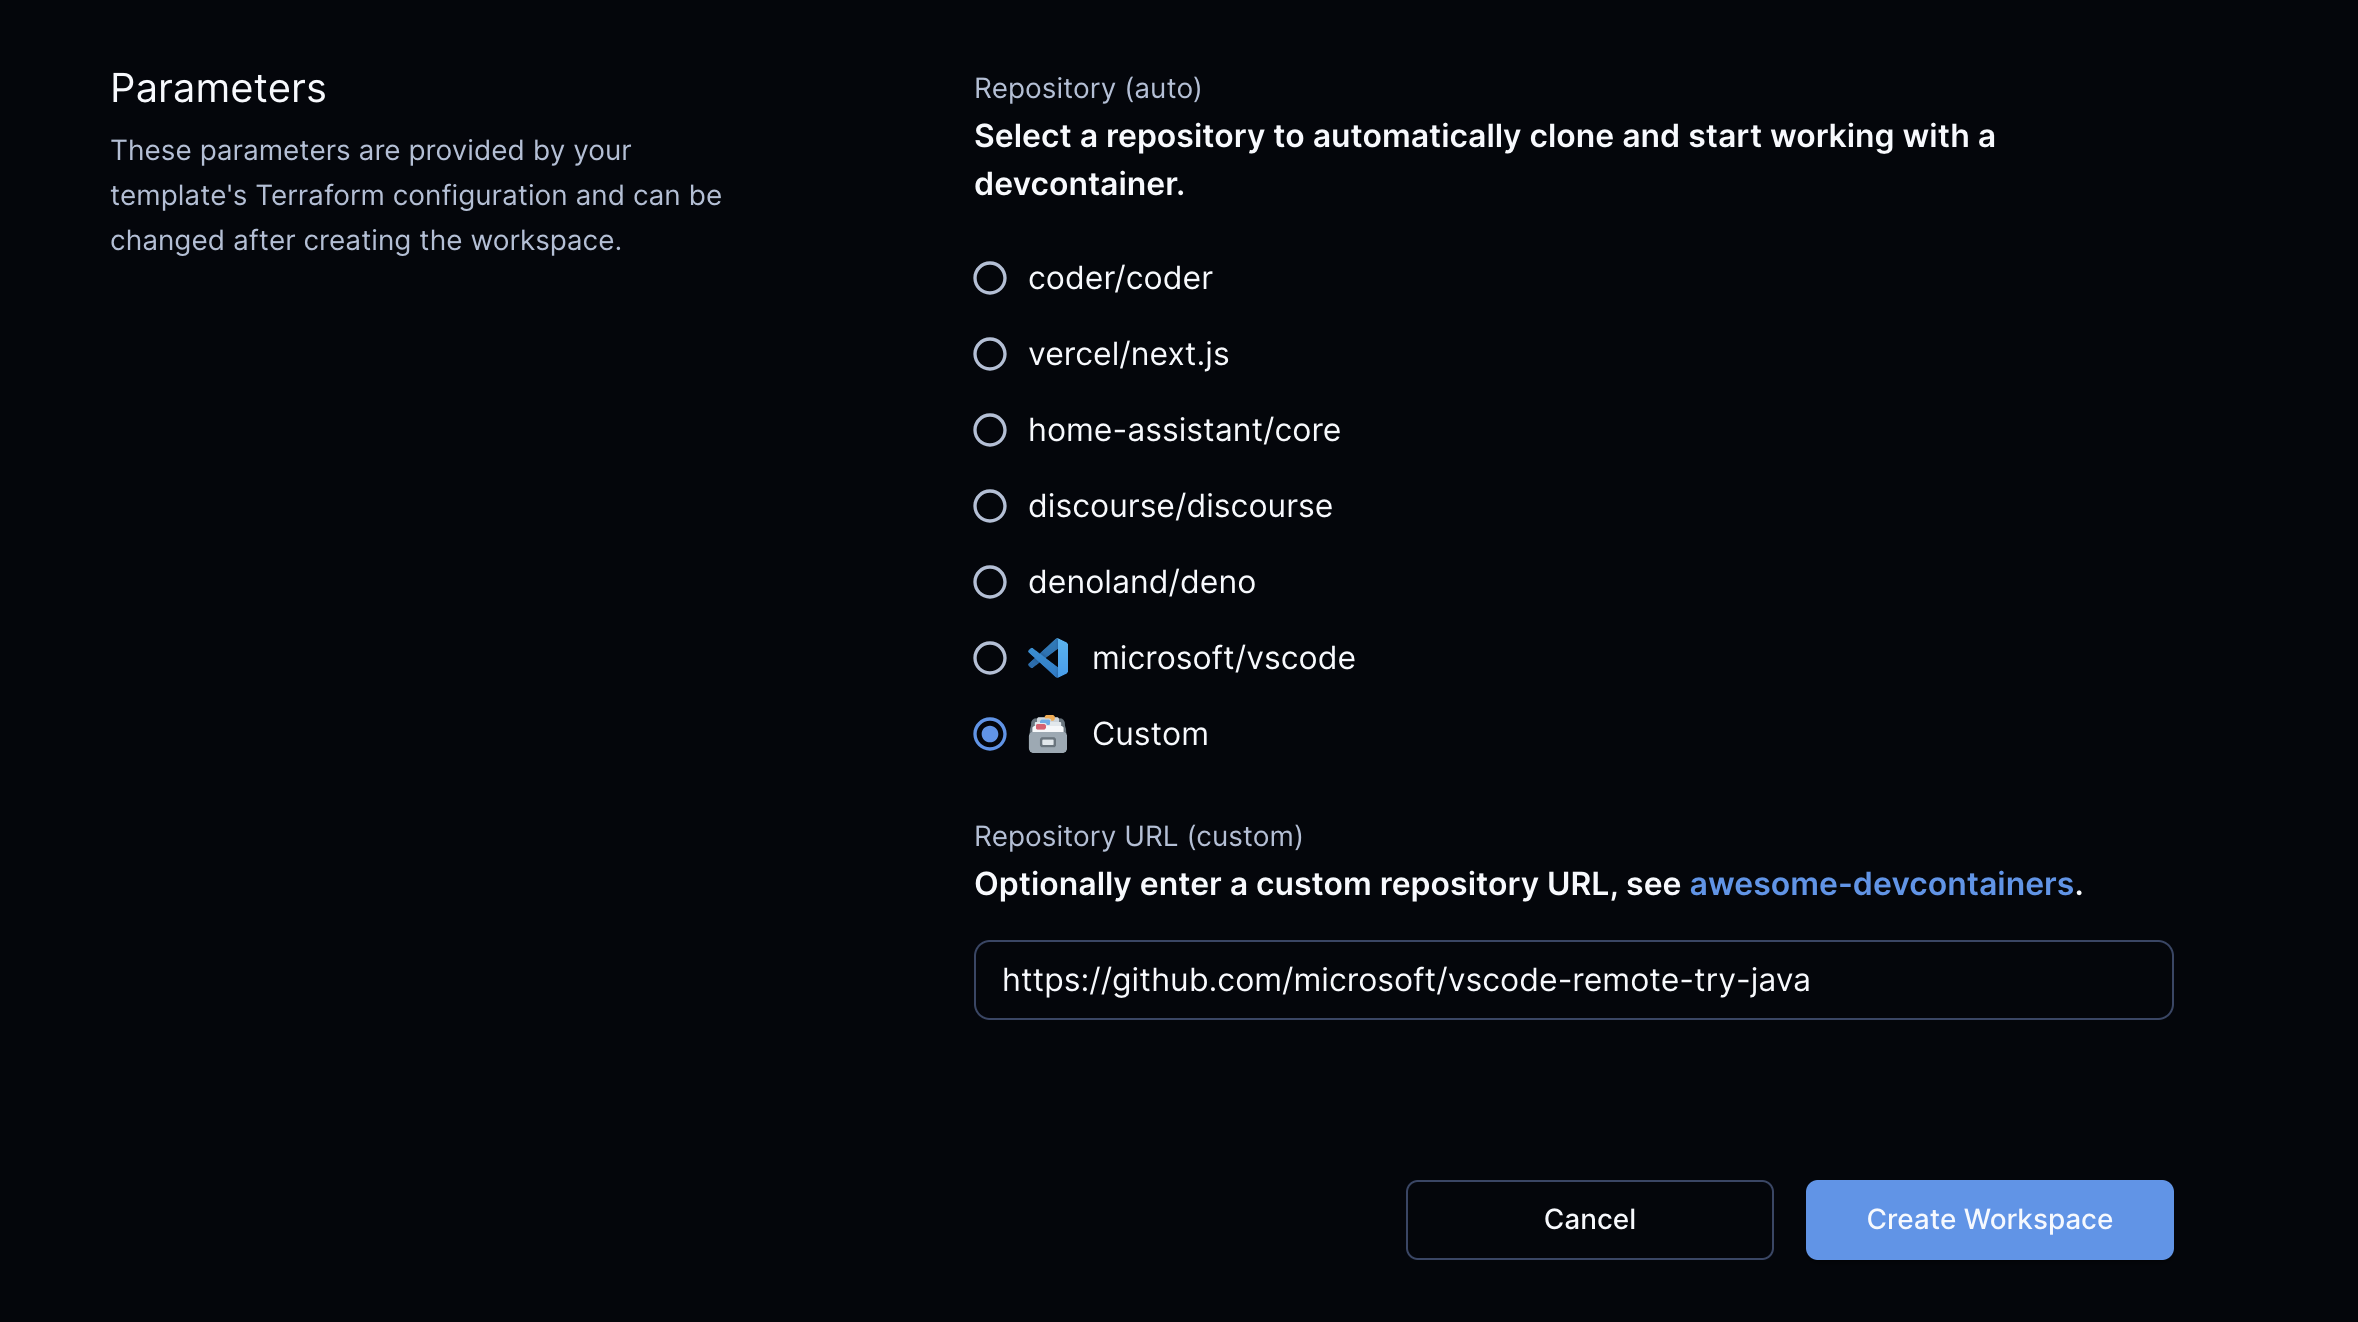 Parameters
These parameters are provided by your
template's Terraform configuration and can be
changed after creating the workspace.
Repository (auto)
Select a repository to automatically clone and start working with a
devcontainer.
coder/coder
vercel/next.js
home-assistant/core
discourse/discourse
denoland/deno
microsoft/vscode
Custom
Repository URL (custom)
Optionally enter a custom repository URL, see awesome-devcontainers.
https://github.com/microsoft/vscode-remote-try-java
Cancel
Create Workspace